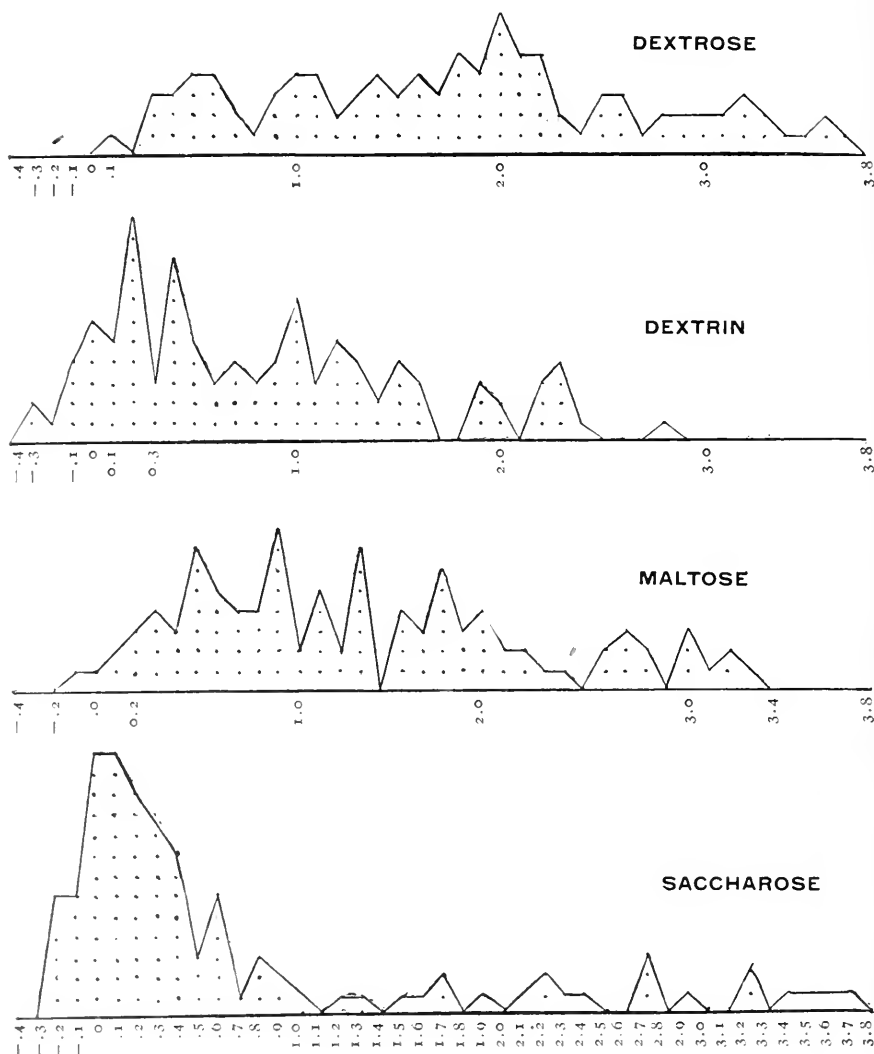 DEXTROSE
.4 —.3 —.2 —.1 0 .1 1.0 2.0 3.0 3.8
DEXTRIN
—.4 —.3 —.1 0 0.1 0.3 1.0 2.0 3.0 3.8
MALTOSE
—.4 —.2 .0 0.2 1.0 2.0 3.0 3.4 3.8
SACCHAROSE
—.4 —.3 —.2 —.1 0 .1 .2 .3 .4 .5 .6 .7 .8 .9 1.0 1.1 1.2 1.3 1.4 1.5 1.6 1.7 1.8 1.9 2.0 2.1 2.2 2.3 2.4 2.5 2.6 2.7 2.8 2.9 3.0 3.1 3.2 3.3 3.4 3.5 3.6 3.7 3.8